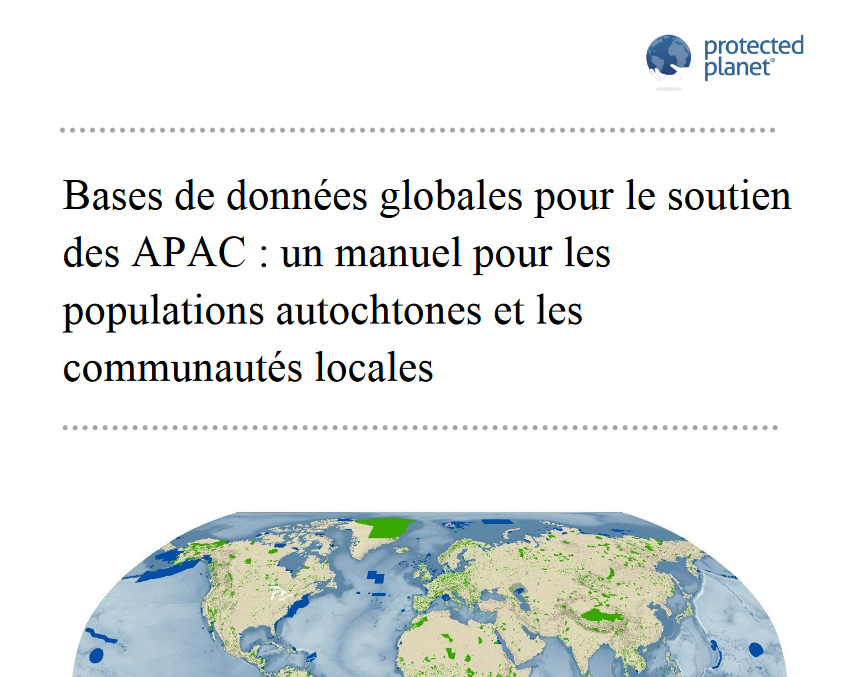 protected
planet®
Bases de données globales pour le soutien
des APAC : un manuel pour les
populations autochtones et les
communautés locales